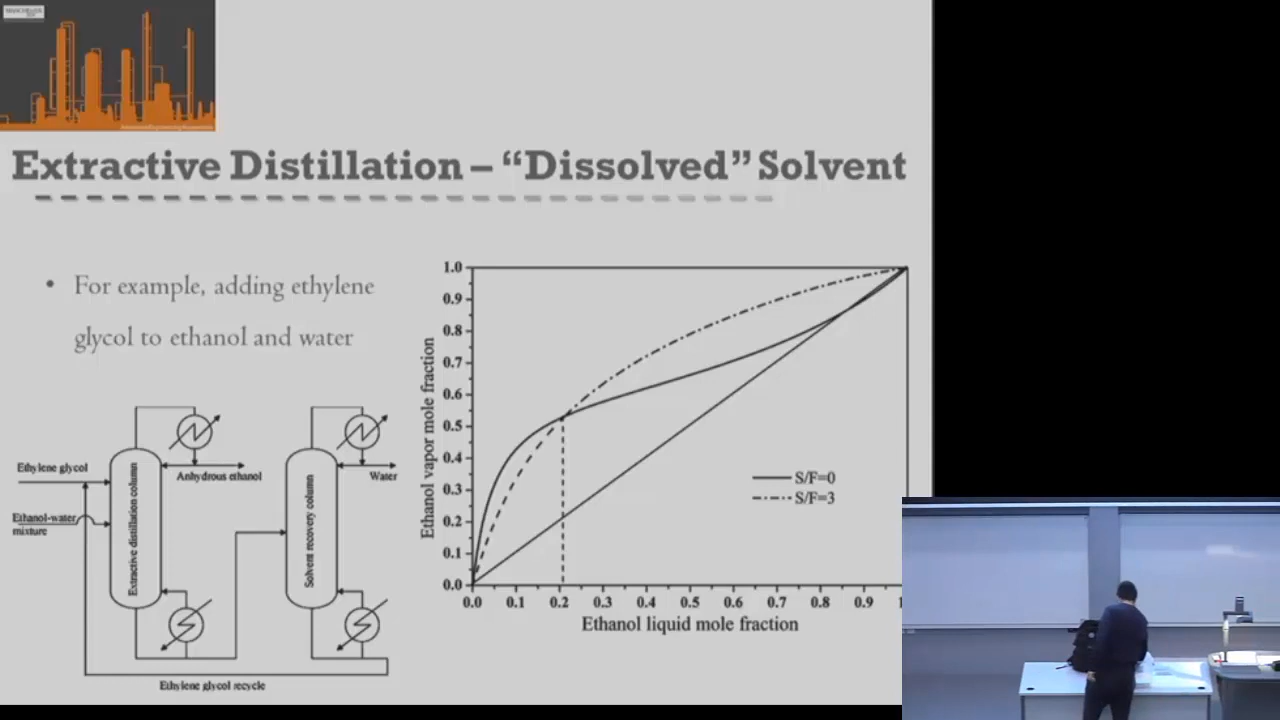 Extractive Distillation – “Dissolved” Solvent
• For example, adding ethylene
glycol to ethanol and water
Ethylene glycol
Ethanol-water
mixture
Extractive distillation column
Anhydrous ethanol
Solvent recovery column
Water
Ethylene glycol recycle
Ethanol vapor mole fraction
1.0
0.9
0.8
0.7
0.6
0.5
0.4
0.3
0.2
0.1
0.0
S/F=0
S/F=3
0.0 0.1 0.2 0.3 0.4 0.5 0.6 0.7 0.8 0.9 1
Ethanol liquid mole fraction